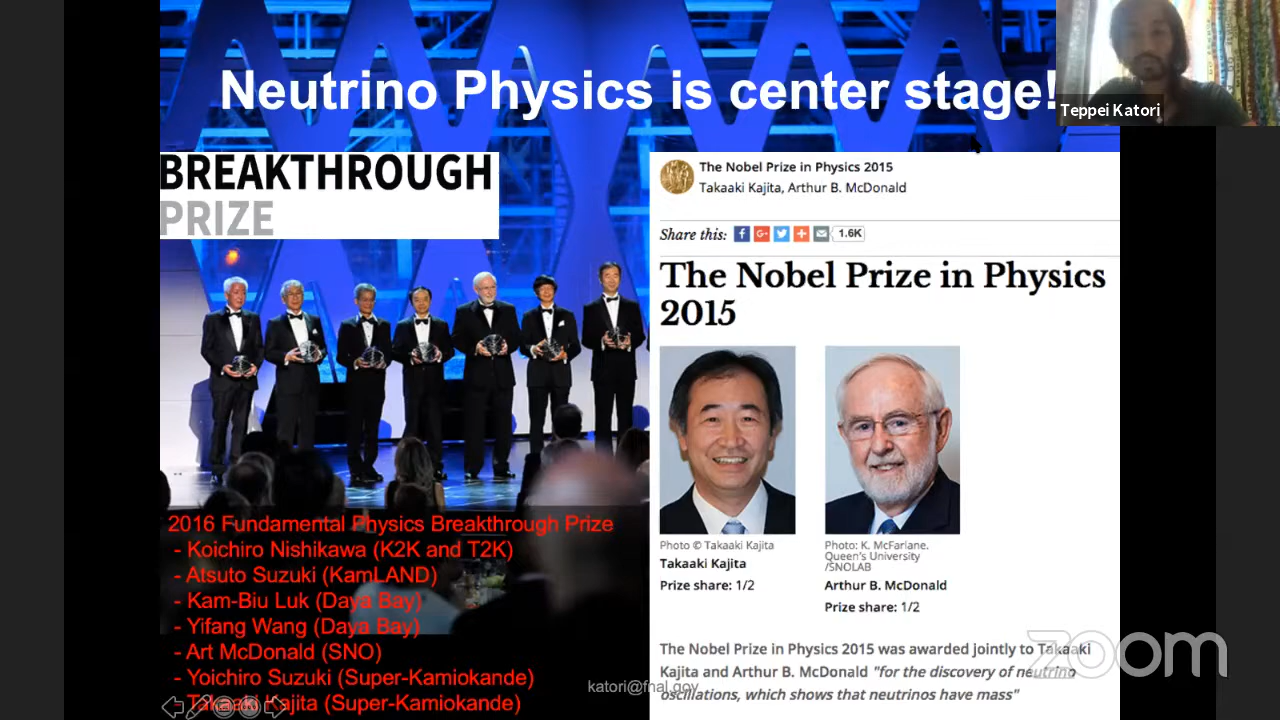 Neutrino Physics is center stage!
Teppei Katori
BREAKTHROUGH
PRIZE
2016 Fundamental Physics Breakthrough Prize
- Koichiro Nishikawa (K2K and T2K)
- Atsuto Suzuki (KamLAND)
- Kam-Biu Luk (Daya Bay)
- Yifang Wang (Daya Bay)
- Art McDonald (SNO)
- Yoichiro Suzuki (Super-Kamiokande)
- Takaaki Kajita (Super-Kamiokande)
The Nobel Prize in Physics 2015
Takaaki Kajita, Arthur B. McDonald
Share this: f G+ 1.6K
The Nobel Prize in Physics
2015
Photo © Takaaki Kajita
Takaaki Kajita
Prize share: 1/2
Photo: K. McFarlane.
Queen's University
/SNOLAB
Arthur B. McDonald
Prize share: 1/2
The Nobel Prize in Physics 2015 was awarded jointly to Takaaki
Kajita and Arthur B. McDonald "for the discovery of neutrino
oscillations, which shows that neutrinos have mass"
katori@fnal.gov
zoom